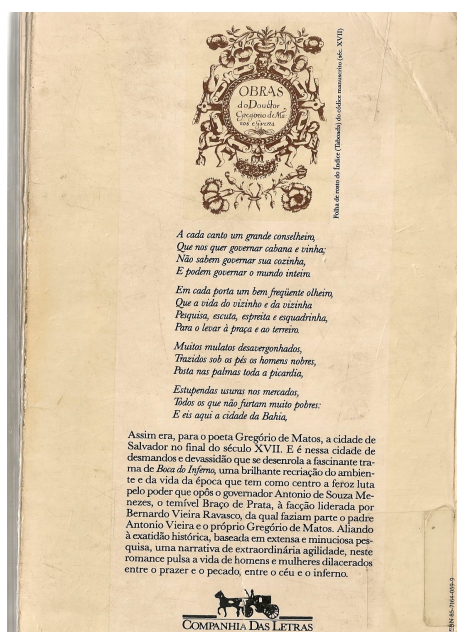 OBRAS
do Doutor
Gregorio de Ma
tos e Guerra
Folha de rosto do Índice (Taboada) do códice manuscrito (séc. XVII)
A cada canto um grande conselheiro,
Que nos quer governar cabana e vinha;
Não sabem governar sua cozinha,
E podem governar o mundo inteiro.
Em cada porta um bem freqüente olheiro,
Que a vida do vizinho e da vizinha
Pesquisa, escuta, espreita e esquadrinha,
Para o levar à praça e ao terreiro.
Muitos mulatos desavergonhados,
Trazidos sob os pés os homens nobres,
Posta nas palmas toda a picardia,
Estupendas usuras nos mercados,
Todos os que não furtam muito pobres:
E eis aqui a cidade da Bahia,
Assim era, para o poeta Gregório de Matos, a cidade de
Salvador no final do século XVII. E é nessa cidade de
desmandos e devassidão que se desenrola a fascinante tra-
ma de Boca do Inferno, uma brilhante recriação do ambien-
te e da vida da época que tem como centro a feroz luta
pelo poder que opôs o governador Antonio de Souza Me-
nezes, o temível Braço de Prata, à facção liderada por
Bernardo Vieira Ravasco, da qual faziam parte o padre
Antonio Vieira e o próprio Gregório de Matos. Aliando
à exatidão histórica, baseada em extensa e minuciosa pes-
quisa, uma narrativa de extraordinária agilidade, neste
romance pulsa a vida de homens e mulheres dilacerados
entre o prazer e o pecado, entre o céu e o inferno.
COMPANHIA DAS LETRAS
ISBN 85-7164-059-9